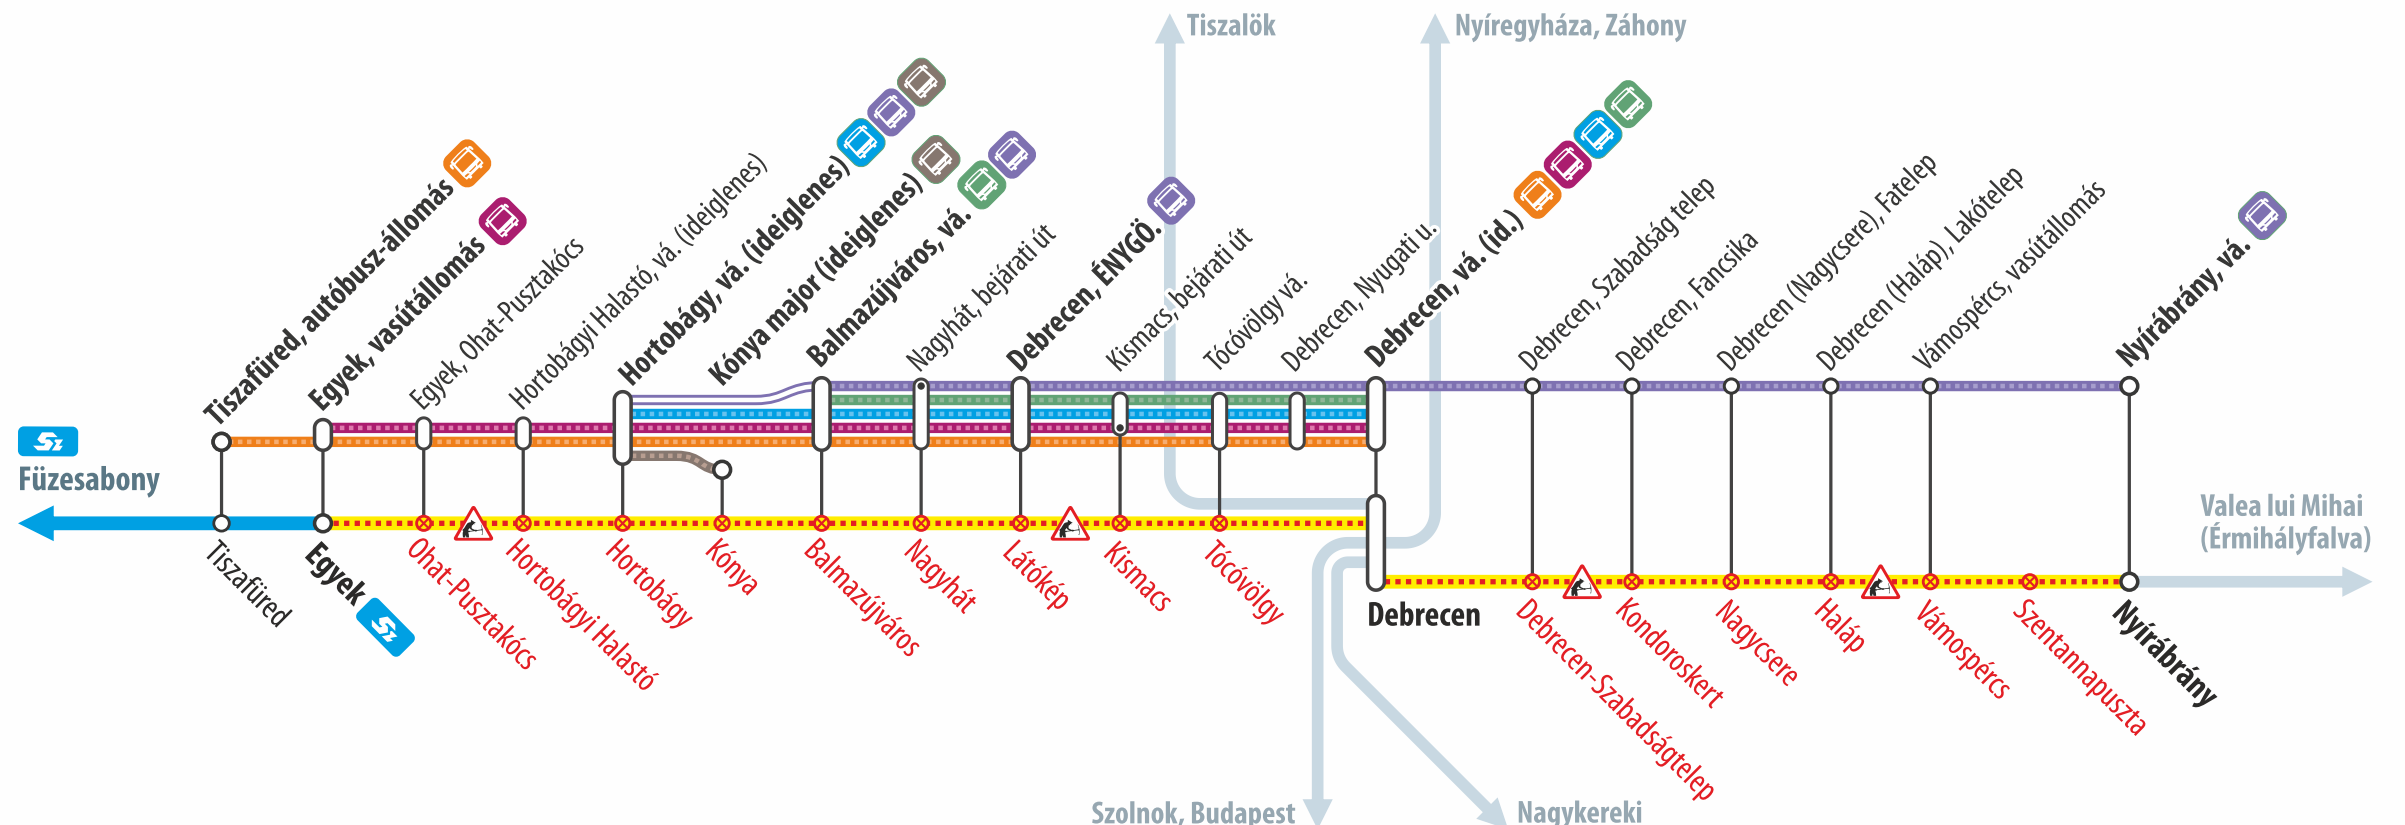 Tiszalök
Nyíregyháza, Záhony
Tiszafüred, autóbusz-állomás
Egyek, vasútállomás
Egyek, Ohat-Pusztakócs
Hortobágyi Halastó, vá. (ideiglenes)
Hortobágy, vá. (ideiglenes)
Kónya major (ideiglenes)
Balmazújváros, vá.
Nagyhát, bejárati út
Debrecen, ÉNYGÖ.
Kismacs, bejárati út
Tócóvölgy vá.
Debrecen, Nyugati u.
Debrecen, vá. (id.)
Debrecen, Szabadság telep
Debrecen, Fancsika
Debrecen (Nagycsere), Fatelep
Debrecen (Haláp), Lakótelep
Vámospércs, vasútállomás
Nyírábrány, vá.
Sz
Füzesabony
Valea lui Mihai
(Érmihályfalva)
Tiszafüred
Egyek
Sz
Ohat-Pusztakócs
Hortobágyi Halastó
Hortobágy
Kónya
Balmazújváros
Nagyhát
Látókép
Kismacs
Tócóvölgy
Debrecen
Debrecen-Szabadságtelep
Kondoroskert
Nagycsere
Haláp
Vámospércs
Szentannapuszta
Nyírábrány
Szolnok, Budapest
Nagykereki